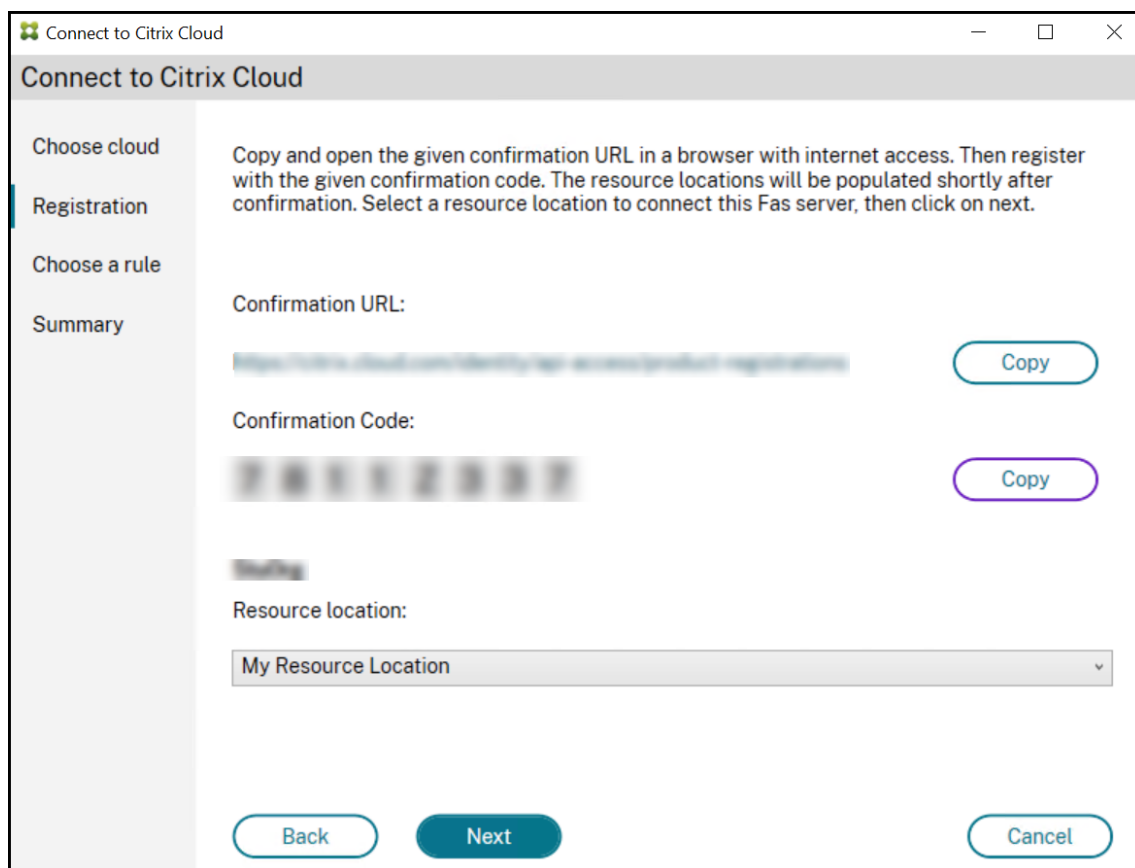 Connect to Citrix Cloud
Connect to Citrix Cloud
Choose cloud
Registration
Choose a rule
Summary
Copy and open the given confirmation URL in a browser with internet access. Then register
with the given confirmation code. The resource locations will be populated shortly after
confirmation. Select a resource location to connect this Fas server, then click on next.
Confirmation URL:
Copy
Confirmation Code:
Copy
Resource location:
My Resource Location
Back
Next
Cancel